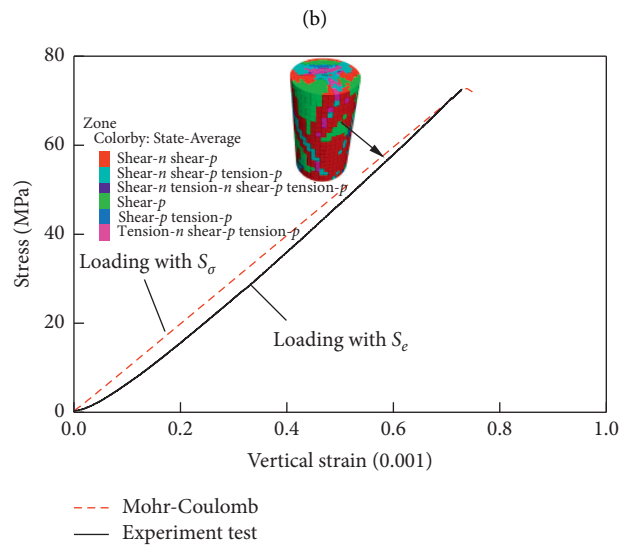 (b)
80
60
40
20
0
Stress (MPa)
Zone
Colorby: State-Average
Shear-n shear-p
Shear-n shear-p tension-p
Shear-n tension-n shear-p tension-p
Shear-p
Shear-p tension-p
Tension-n shear-p tension-p
Loading with Sσ
Loading with Se
0.0 0.2 0.4 0.6 0.8 1.0
Vertical strain (0.001)
Mohr-Coulomb
Experiment test